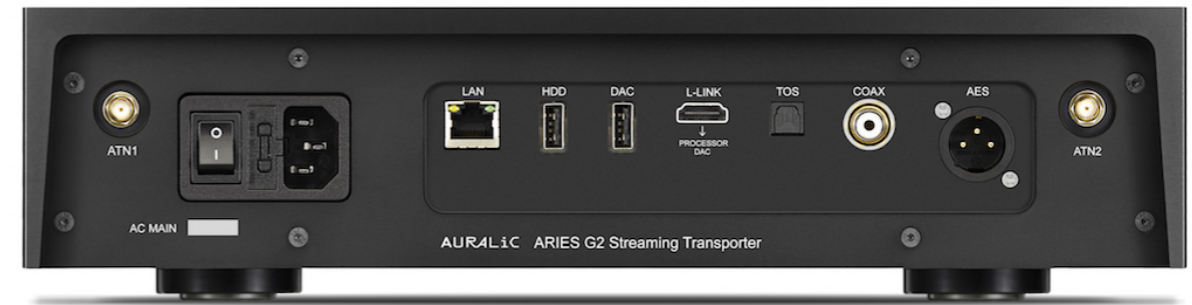 LAN HDD DAC L-LINK TOS COAX AES
↓
PROCESSOR
DAC
ATN1
O
I
ATN2
AC MAIN
AURALiC ARIES G2 Streaming Transporter